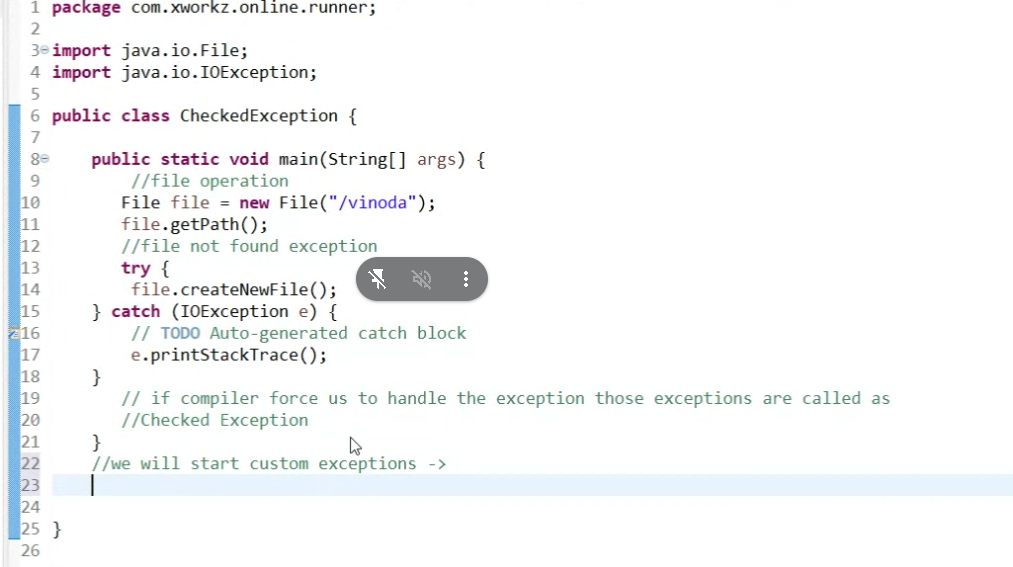 1 package com.xworkz.online.runner;
2
3 import java.io.File;
4 import java.io.IOException;
5
6 public class CheckedException {
7
8 public static void main(String[] args) {
9 //file operation
10 File file = new File("/vinoda");
11 file.getPath();
12 //file not found exception
13 try {
14 file.createNewFile();
15 } catch (IOException e) {
16 // TODO Auto-generated catch block
17 e.printStackTrace();
18 }
19 // if compiler force us to handle the exception those exceptions are called as
20 //Checked Exception
21 }
22 //we will start custom exceptions ->
23
24
25 }
26